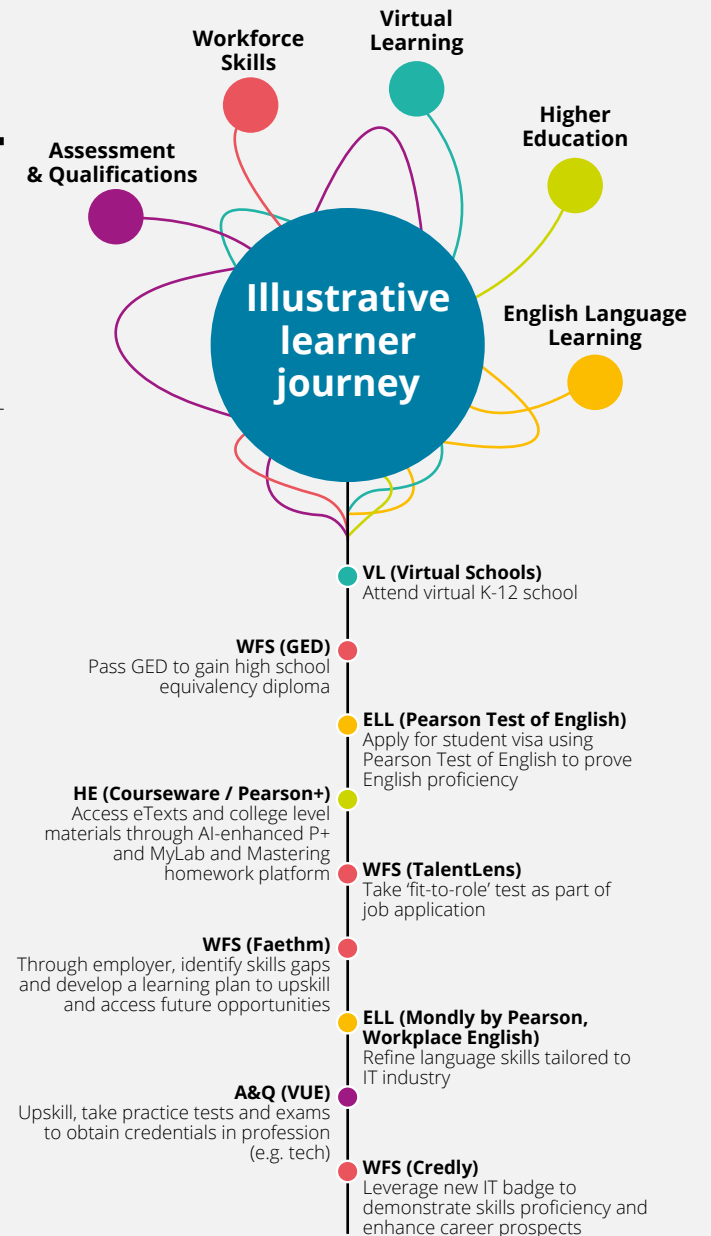 Workforce
Skills
Virtual
Learning
Higher
Education
Assessment
& Qualifications
Illustrative
learner
journey
English Language
Learning
VL (Virtual Schools)
Attend virtual K-12 school
WFS (GED)
Pass GED to gain high school
equivalency diploma
ELL (Pearson Test of English)
Apply for student visa using
Pearson Test of English to prove
English proficiency
HE (Courseware / Pearson+)
Access eTexts and college level
materials through AI-enhanced P+
and MyLab and Mastering
homework platform
WFS (TalentLens)
Take ‘fit-to-role’ test as part of
job application
WFS (Faethm)
Through employer, identify skills gaps
and develop a learning plan to upskill
and access future opportunities
ELL (Mondly by Pearson,
Workplace English)
Refine language skills tailored to
IT industry
A&Q (VUE)
Upskill, take practice tests and exams
to obtain credentials in profession
(e.g. tech)
WFS (Credly)
Leverage new IT badge to
demonstrate skills proficiency and
enhance career prospects